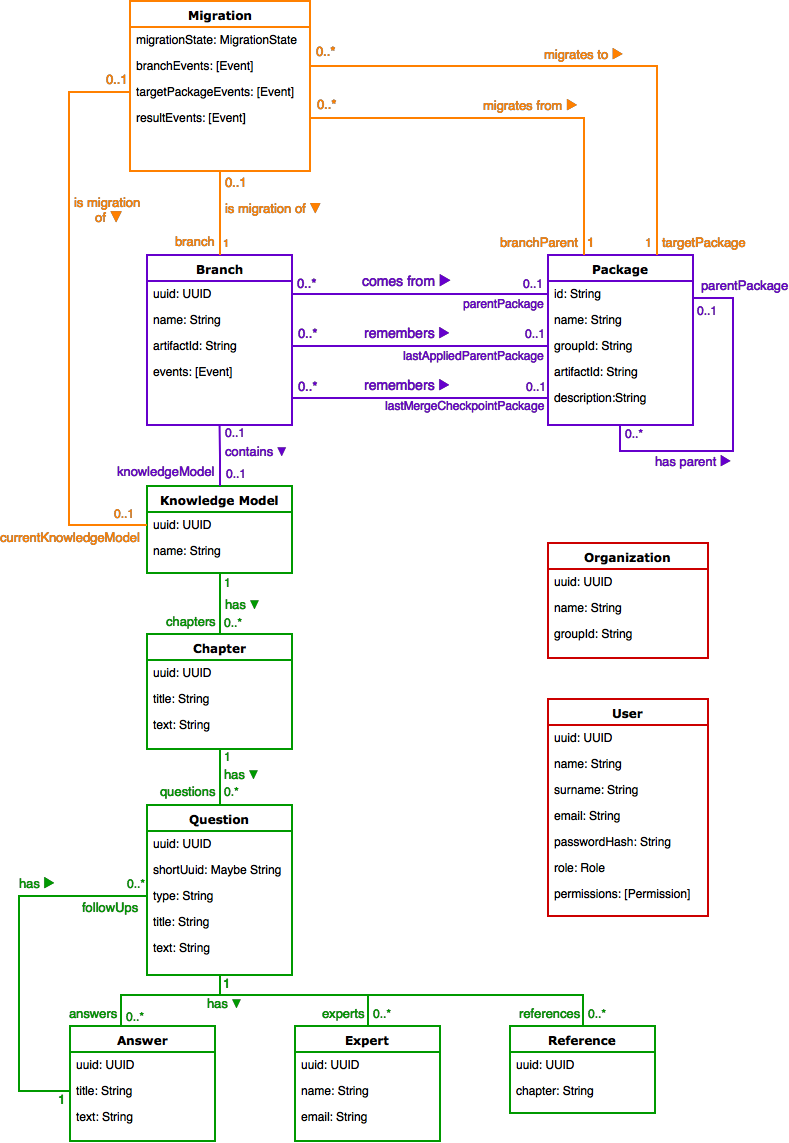 Migration
migrationState: MigrationState
branchEvents: [Event]
targetPackageEvents: [Event]
resultEvents: [Event]
0..*
migrates to ▶
0..1
0..*
migrates from ▶
is migration
of ▼
0..1
is migration of ▼
branch
1
branchParent
1
1
targetPackage
Branch
uuid: UUID
name: String
artifactId: String
events: [Event]
0..*
comes from ▶
0..1
parentPackage
0..*
remembers ▶
0..1
lastAppliedParentPackage
0..*
remembers ▶
0..1
lastMergeCheckpointPackage
Package
id: String
name: String
groupId: String
artifactId: String
description:String
parentPackage
0..1
0..*
has parent ▶
0..1
contains ▼
knowledgeModel
0..1
Knowledge Model
uuid: UUID
name: String
0..1
currentKnowledgeModel
1
has ▼
chapters
0..*
Organization
uuid: UUID
name: String
groupId: String
Chapter
uuid: UUID
title: String
text: String
1
has ▼
questions
0.*
User
uuid: UUID
name: String
surname: String
email: String
passwordHash: String
role: Role
permissions: [Permission]
Question
uuid: UUID
shortUuid: Maybe String
type: String
title: String
text: String
has ▶
0..*
followUps
1
has ▼
answers
0..*
experts
0..*
references
0..*
Answer
uuid: UUID
title: String
text: String
1
Expert
uuid: UUID
name: String
email: String
Reference
uuid: UUID
chapter: String